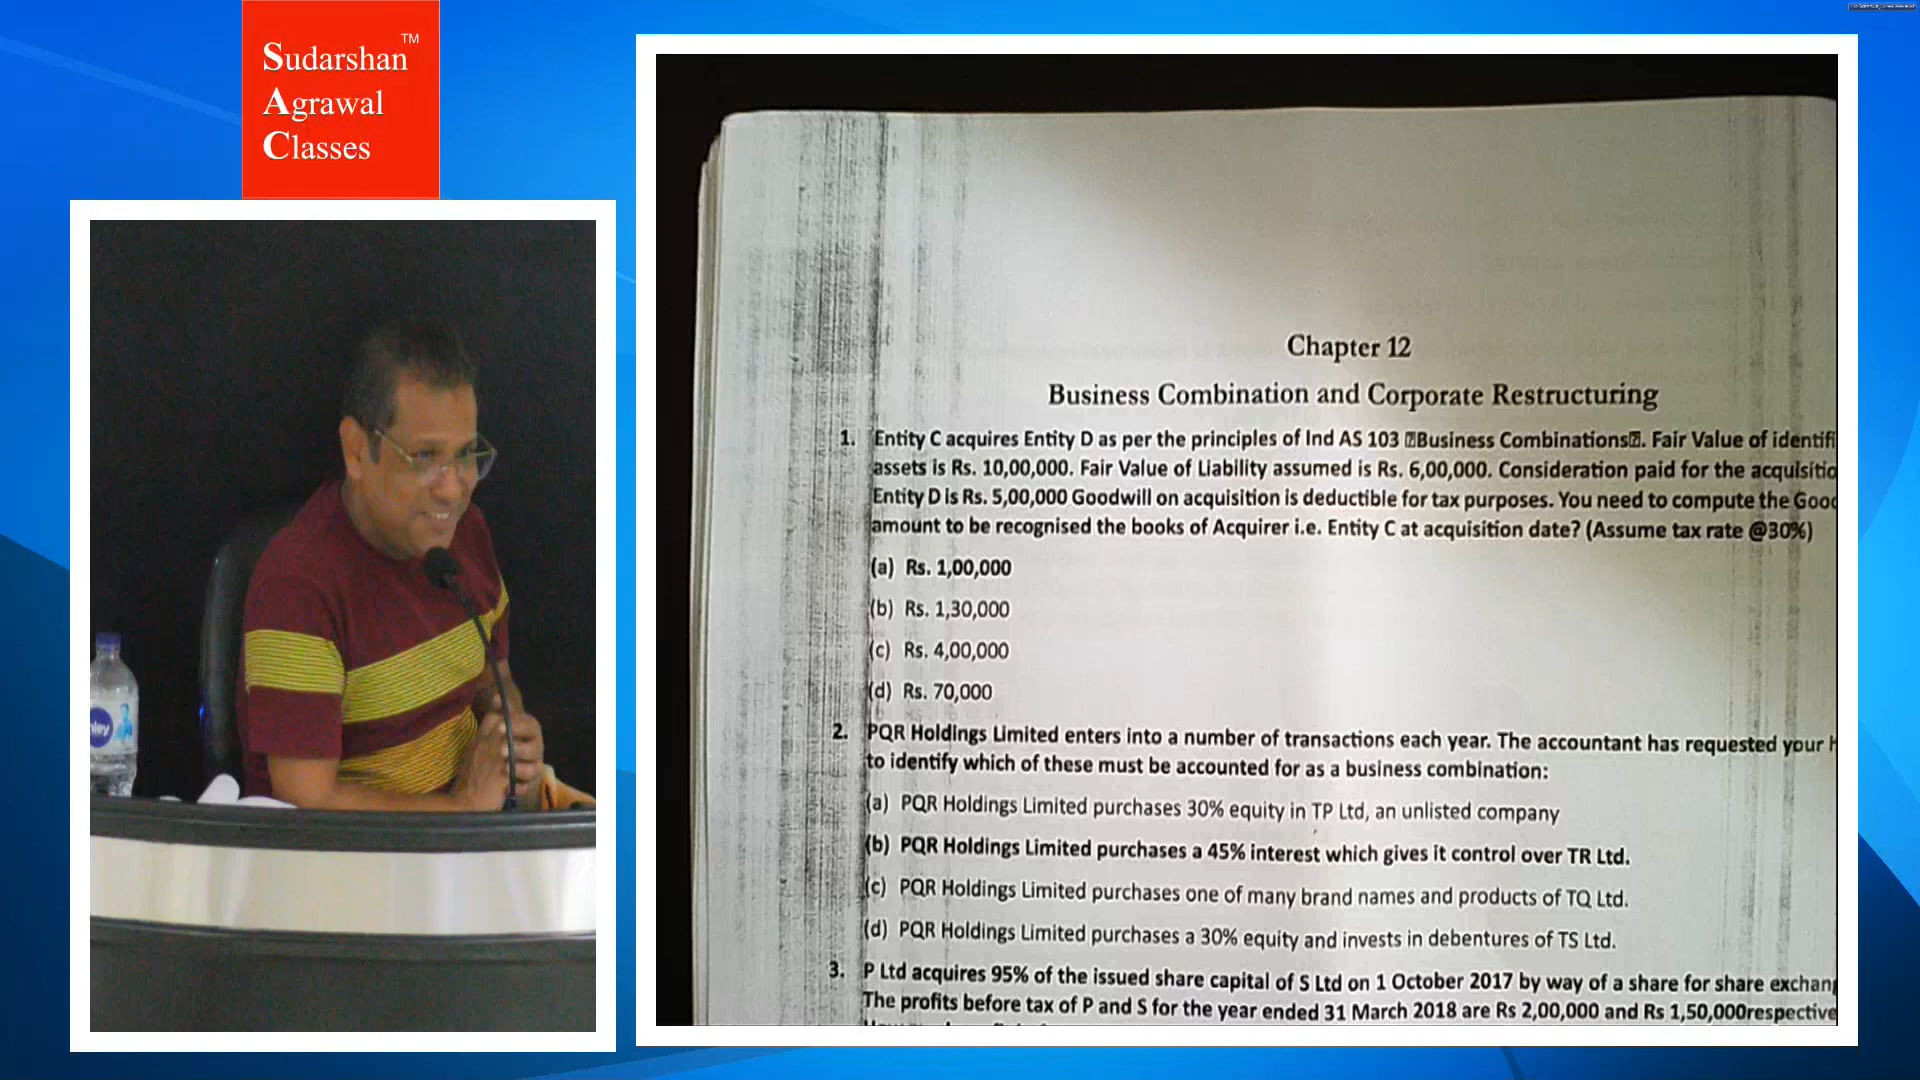 Sudarshan TM
Agrawal
Classes
Chapter 12
Business Combination and Corporate Restructuring
1. Entity C acquires Entity D as per the principles of Ind AS 103 Business Combinations. Fair Value of identifi
assets is Rs. 10,00,000. Fair Value of Liability assumed is Rs. 6,00,000. Consideration paid for the acquisitio
Entity D is Rs. 5,00,000 Goodwill on acquisition is deductible for tax purposes. You need to compute the Goo
amount to be recognised the books of Acquirer i.e. Entity C at acquisition date? (Assume tax rate @30%)
(a) Rs. 1,00,000
(b) Rs. 1,30,000
(c) Rs. 4,00,000
(d) Rs. 70,000
2. PQR Holdings Limited enters into a number of transactions each year. The accountant has requested your h
to identify which of these must be accounted for as a business combination:
(a) PQR Holdings Limited purchases 30% equity in TP Ltd, an unlisted company
(b) PQR Holdings Limited purchases a 45% interest which gives it control over TR Ltd.
(c) PQR Holdings Limited purchases one of many brand names and products of TQ Ltd.
(d) PQR Holdings Limited purchases a 30% equity and invests in debentures of TS Ltd.
3. P Ltd acquires 95% of the issued share capital of S Ltd on 1 October 2017 by way of a share for share exchan
The profits before tax of P and S for the year ended 31 March 2018 are Rs 2,00,000 and Rs 1,50,000respective